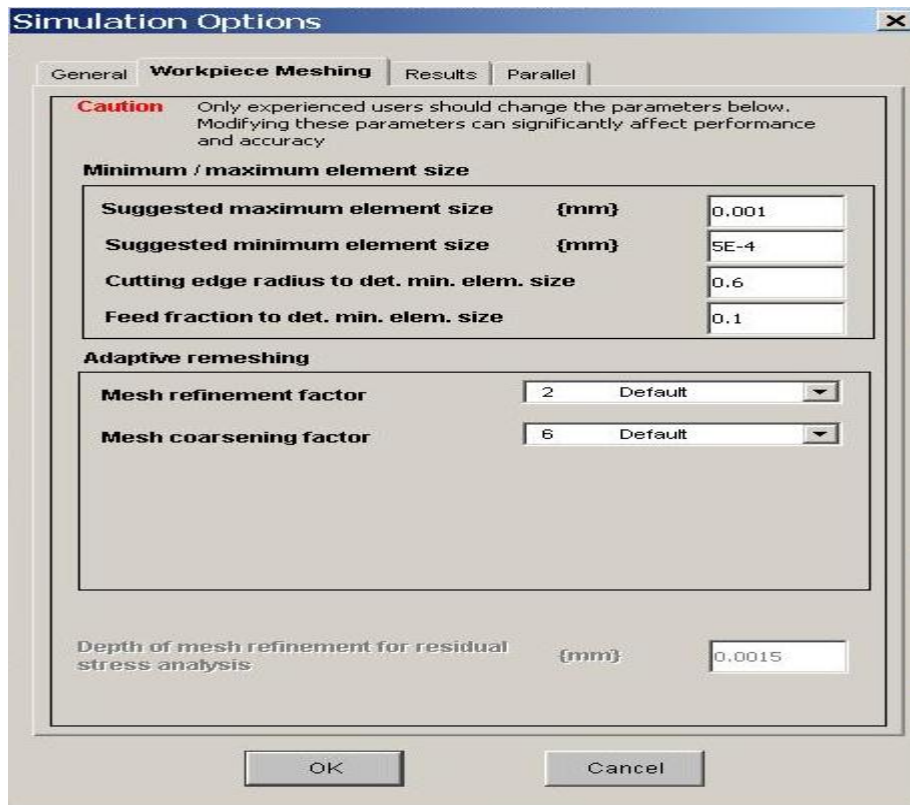 Simulation Options
General Workpiece Meshing Results Parallel
Caution Only experienced users should change the parameters below.
Modifying these parameters can significantly affect performance
and accuracy
Minimum / maximum element size
Suggested maximum element size {mm} 0.001
Suggested minimum element size {mm} 5E-4
Cutting edge radius to det. min. elem. size 0.6
Feed fraction to det. min. elem. size 0.1
Adaptive remeshing
Mesh refinement factor 2 Default
Mesh coarsening factor 6 Default
Depth of mesh refinement for residual
stress analysis {mm} 0.0015
OK Cancel